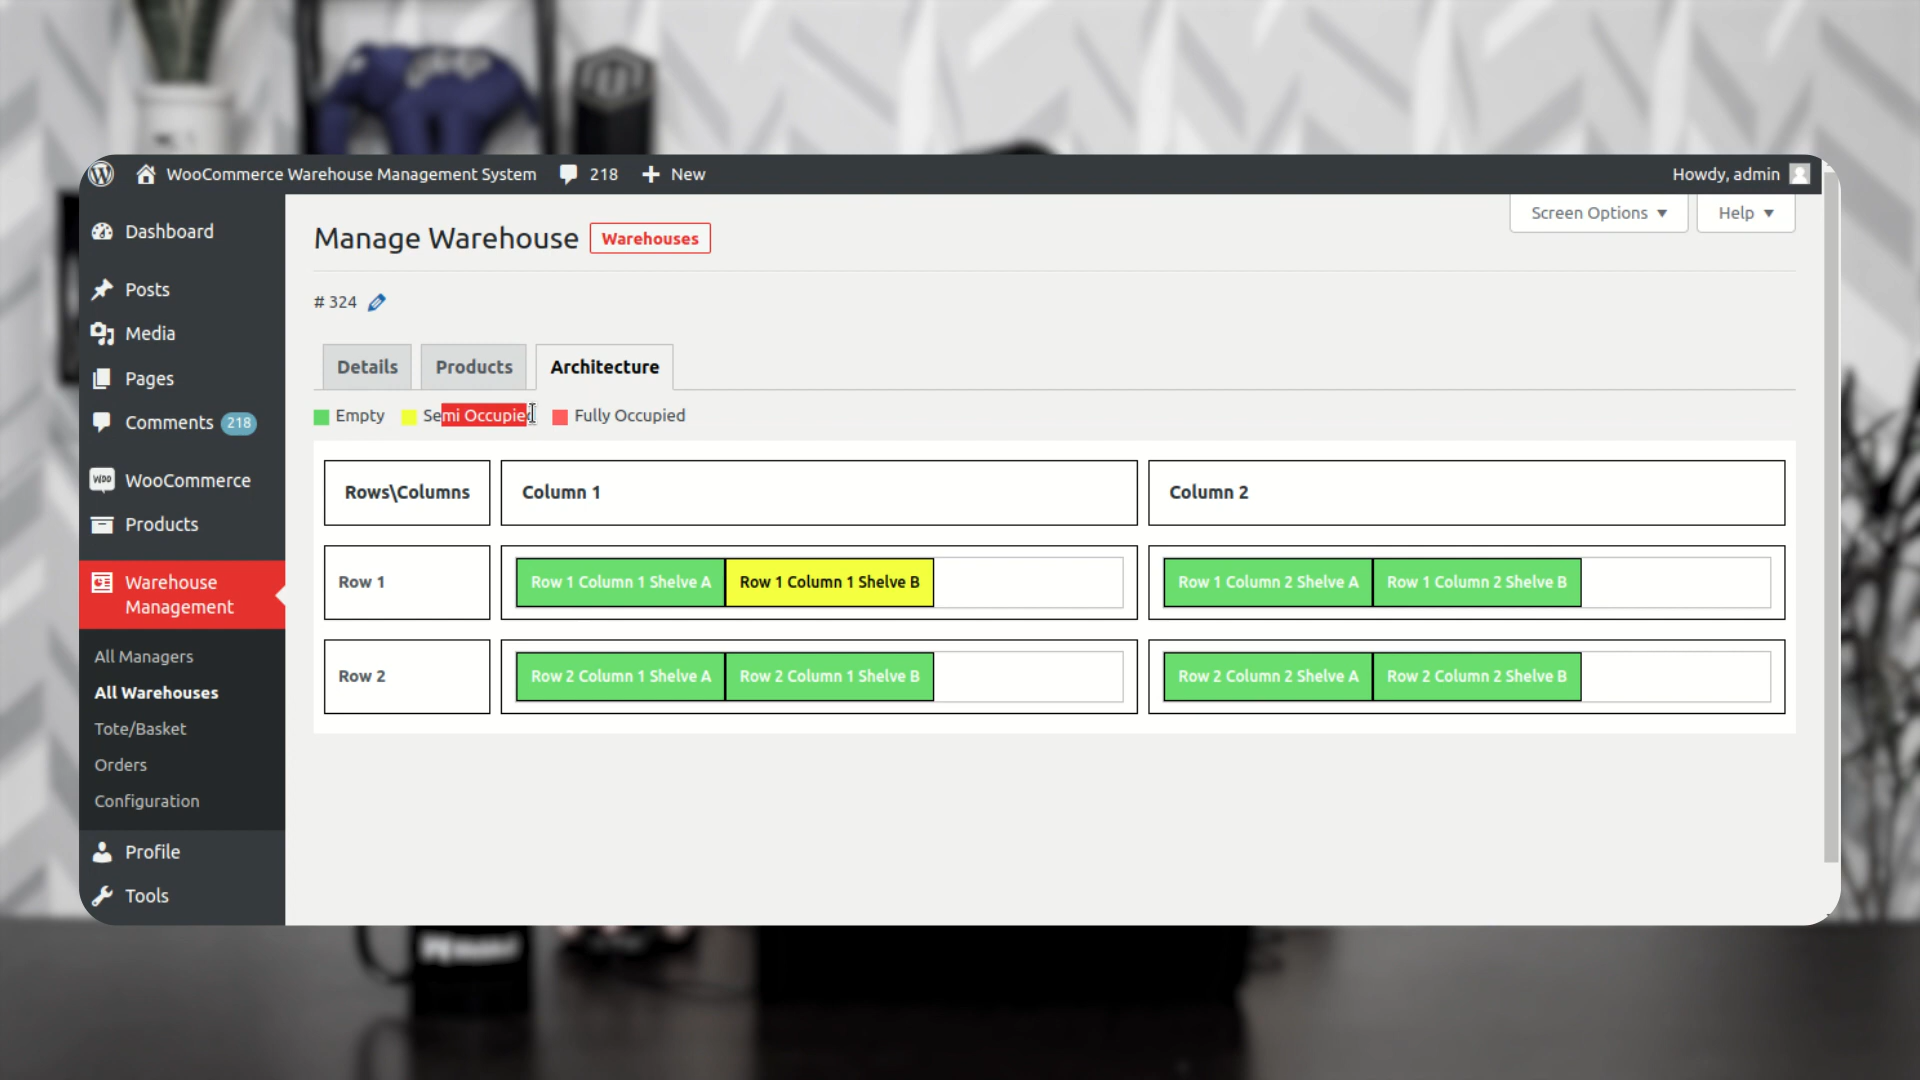 WooCommerce Warehouse Management System 218 New Howdy, admin
Screen Options Help
Dashboard
Posts
Media
Pages
Comments 218
WooCommerce
Products
Warehouse
Management
All Managers
All Warehouses
Tote/Basket
Orders
Configuration
Profile
Tools
Manage Warehouse Warehouses
# 324
Details Products Architecture
Empty Semi Occupied Fully Occupied
Rows\Columns Column 1 Column 2
Row 1 Row 1 Column 1 Shelve A Row 1 Column 1 Shelve B Row 1 Column 2 Shelve A Row 1 Column 2 Shelve B
Row 2 Row 2 Column 1 Shelve A Row 2 Column 1 Shelve B Row 2 Column 2 Shelve A Row 2 Column 2 Shelve B